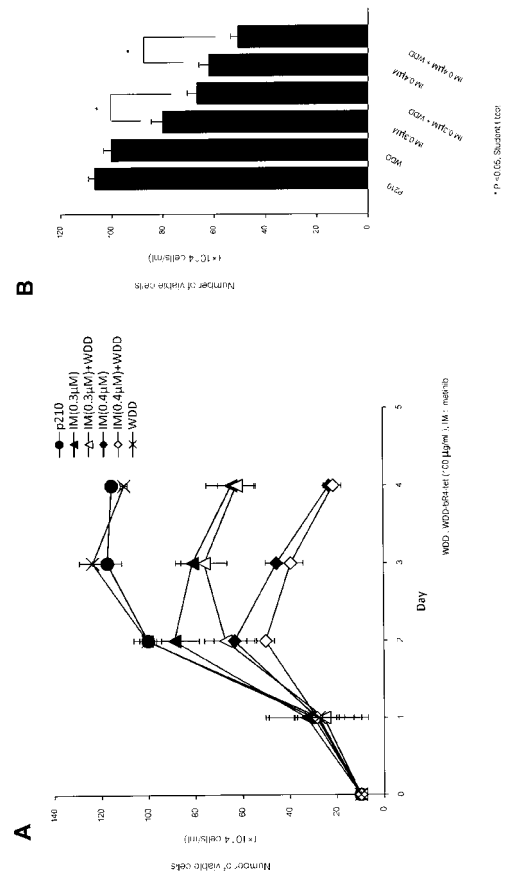 A
Number of viable cells
(×10^4 cells/ml)
140
120
100
80
60
40
20
0
0
1
2
3
4
5
Day
p210
IM(0.3µM)
IM(0.3µM)+WDD
IM(0.4µM)
IM(0.4µM)+WDD
WDD
WDD, WDD-bR4-tet (100 µg/ml), IM :
B
Number of viable cells
(×10^4 cells/ml)
120
100
80
60
40
20
0
P210
WDD
IM 0.3µM
IM 0.3µM + WDD
IM 0.4µM
IM 0.4µM + WDD
*
*
* P <0.05, Student t test